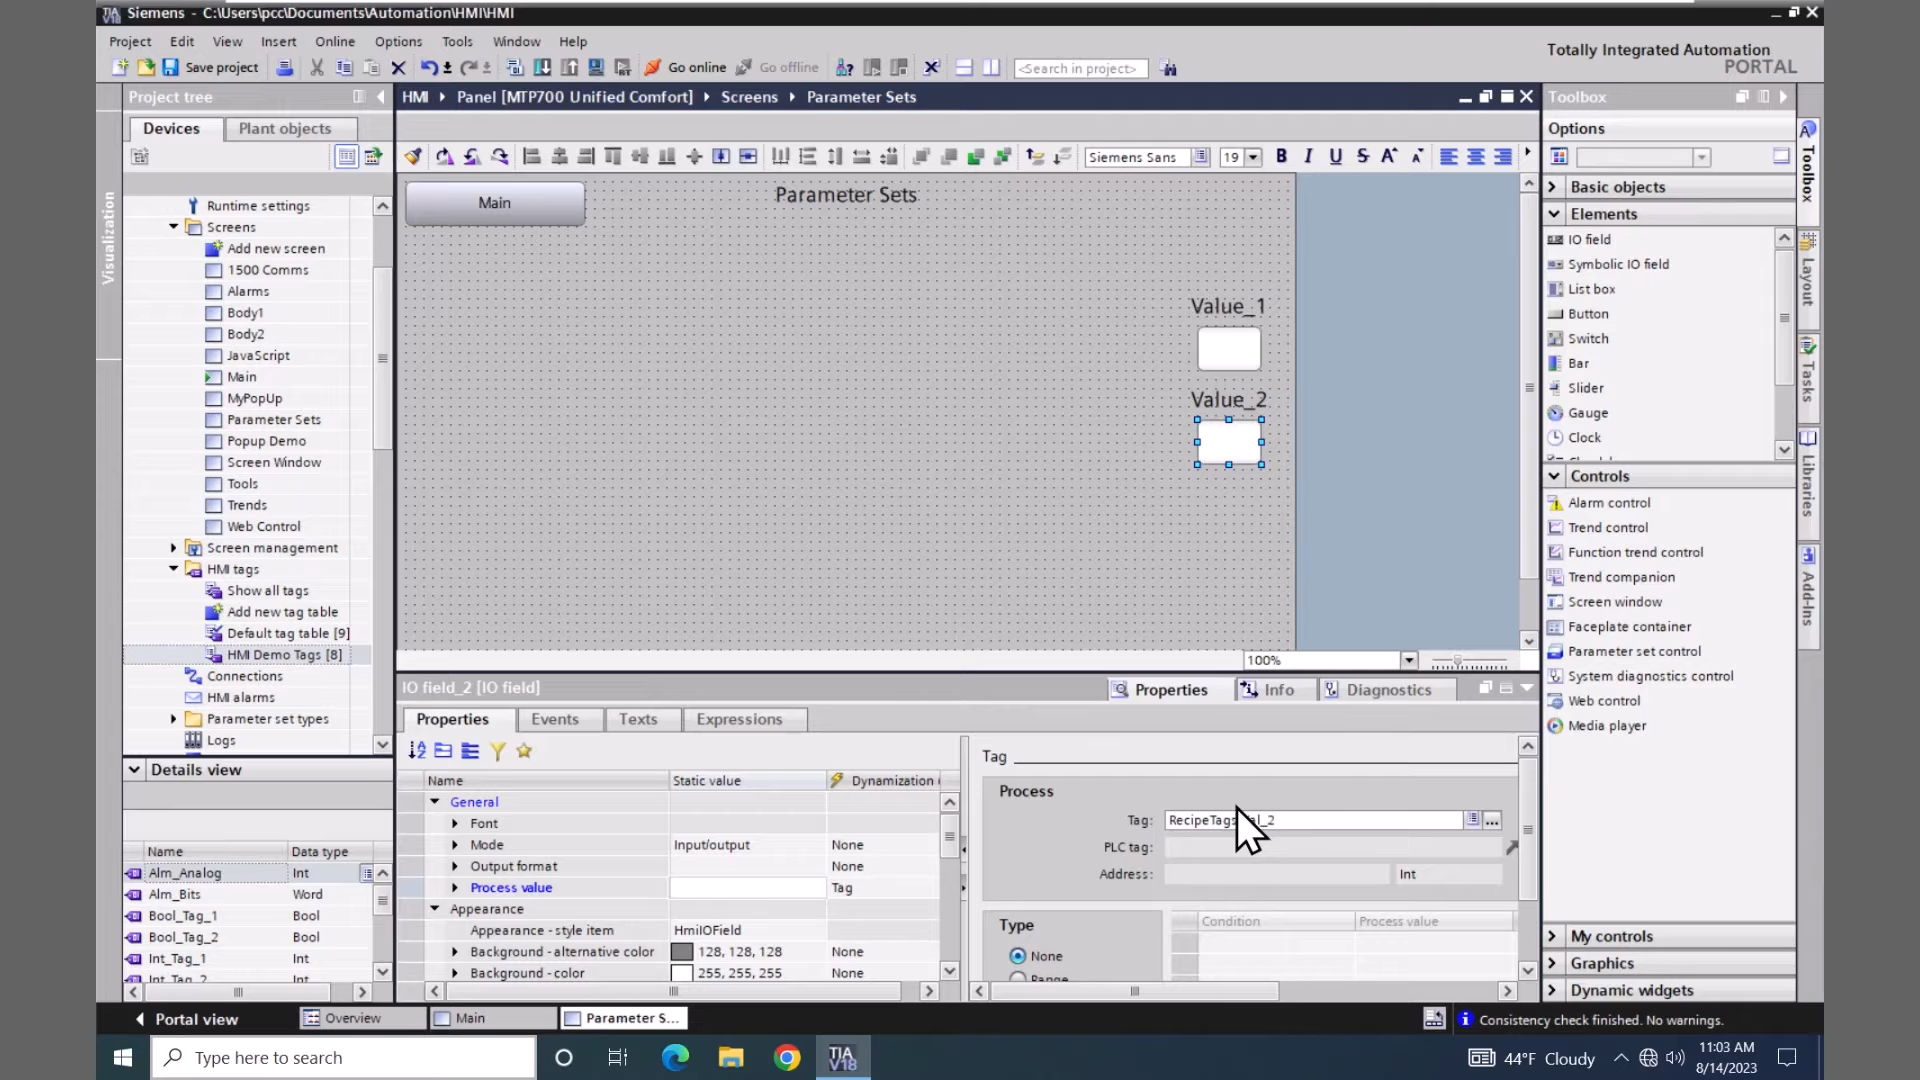 Siemens - C:\Users\pcc\Documents\Automation\HMI\HMI
Project Edit View Insert Online Options Tools Window Help
Totally Integrated Automation
PORTAL
Save project
Go online
Go offline
<Search in project>
Project tree
HMI
Panel [MTP700 Unified Comfort]
Screens
Parameter Sets
Toolbox
Devices
Plant objects
Options
Siemens Sans
19
B I U S
Visualization
Runtime settings
Screens
Add new screen
1500 Comms
Alarms
Body1
Body2
JavaScript
Main
MyPopUp
Parameter Sets
Popup Demo
Screen Window
Tools
Trends
Web Control
Screen management
HMI tags
Show all tags
Add new tag table
Default tag table [9]
HMI Demo Tags [8]
Connections
HMI alarms
Parameter set types
Logs
Details view
Name Data type
Alm_Analog Int
Alm_Bits Word
Bool_Tag_1 Bool
Bool_Tag_2 Bool
Int_Tag_1 Int
Int_Tag_2 Int
Main
Parameter Sets
Value_1
Value_2
100%
IO field_2 [IO field]
Properties
Info
Diagnostics
Properties Events Texts Expressions
Name Static value Dynamization
General
Font
Mode Input/output None
Output format None
Process value Tag
Appearance
Appearance - style item HmiIOField
Background - alternative color 128, 128, 128 None
Background - color 255, 255, 255 None
Tag
Process
Tag:
PLC tag:
Address: Int
Type
None
Range
Condition Process value
Basic objects
Elements
IO field
Symbolic IO field
List box
Button
Switch
Bar
Slider
Gauge
Clock
Controls
Alarm control
Trend control
Function trend control
Trend companion
Screen window
Faceplate container
Parameter set control
System diagnostics control
Web control
Media player
My controls
Graphics
Dynamic widgets
Toolbox
Layout
Tasks
Libraries
Add-Ins
Portal view
Overview
Main
Parameter S...
Consistency check finished. No warnings.
Type here to search
TIA
V18
44°F Cloudy
11:03 AM
8/14/2023